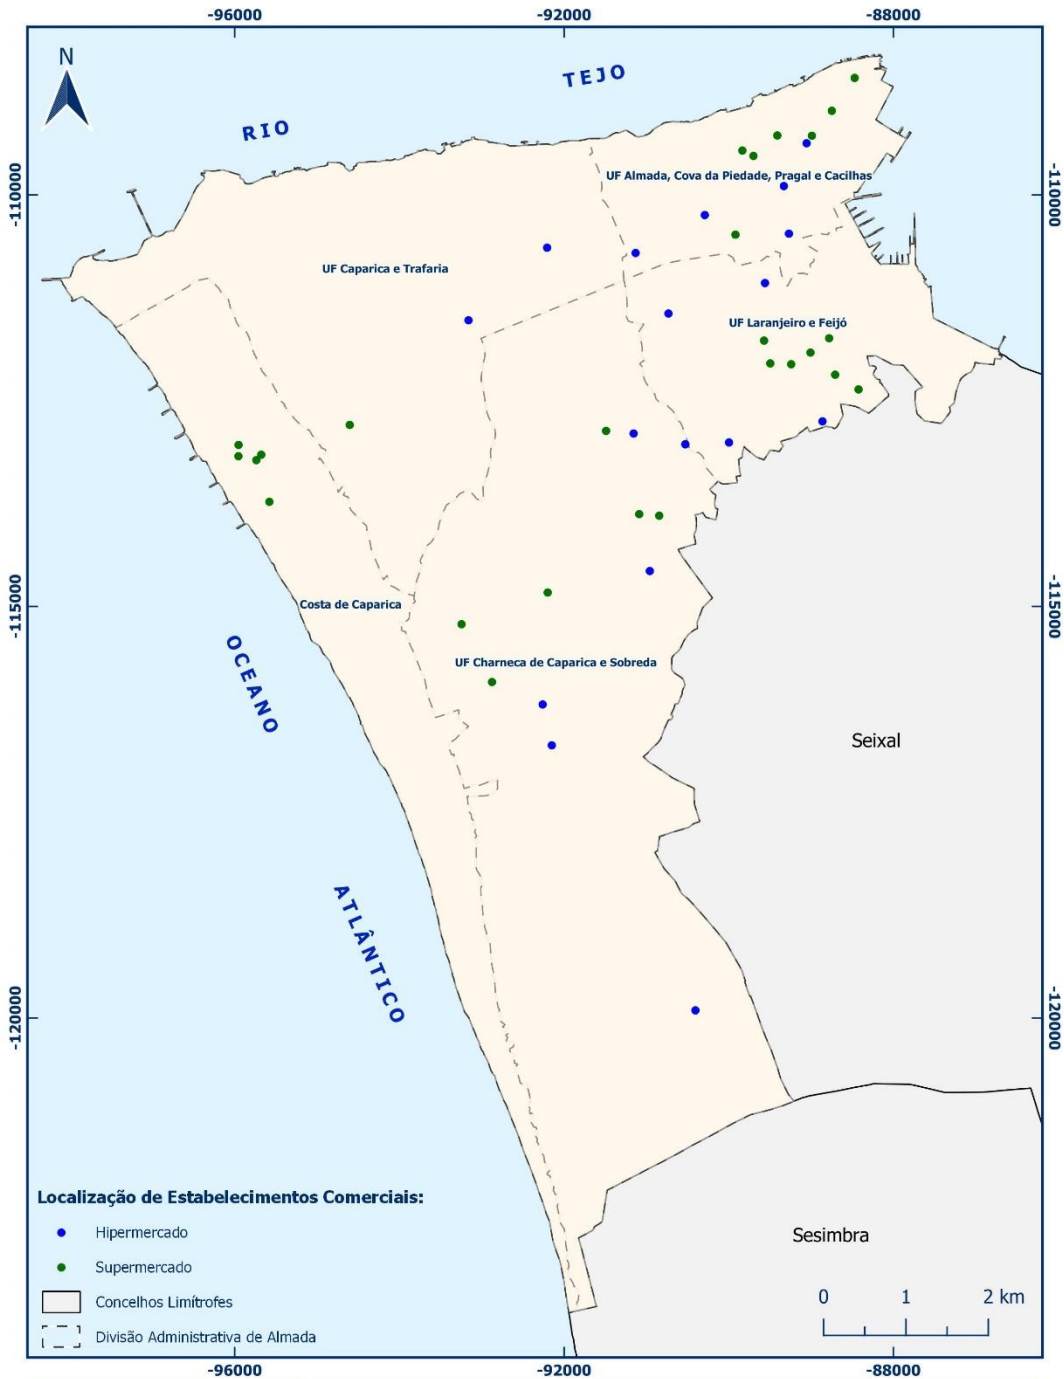 -96000
-92000
-88000
N
RIO
TEJO
-110000
-110000
UF Almada, Cova da Piedade, Pragal e Cacilhas
UF Caparica e Trafaria
UF Laranjeiro e Feijó
Costa de Caparica
-115000
-115000
OCEANO
UF Charneca de Caparica e Sobreda
Seixal
ATLÂNTICO
-120000
-120000
Localização de Estabelecimentos Comerciais:
Hipermercado
Supermercado
Concelhos Limítrofes
Divisão Administrativa de Almada
Sesimbra
0 1 2 km
-96000
-92000
-88000